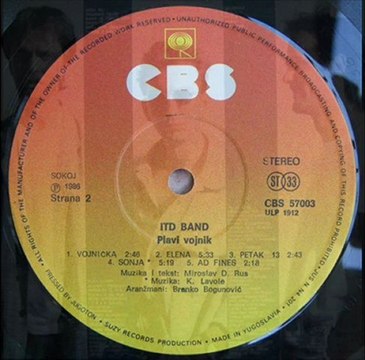 ALL RIGHTS OF THE MANUFACTURER AND OF THE OWNER OF THE RECORDED WORK RESERVED • UNAUTHORIZED PUBLIC PERFORMANCE BROADCASTING AND COPYING OF THIS RECORD PROHIBITED
CBS
SOKOJ
Ⓟ 1986
Strana 2
STEREO
ST 33
CBS 57003
ULP 1912
ITD BAND
Plavi vojnik
1. VOJNIČKA 2:46 2. ELENA 5:33 3. PETAK 13 2:43
4. SONJA * 5:19 5. AD FINES 2:18
Muzika i tekst: Miroslav D. Rus
* Muzika: K. Lavole
Aranžmani: Branko Bogunović
PRESSED BY JUGOTON • SUZY RECORDS PRODUCTION • MADE IN YUGOSLAVIA •